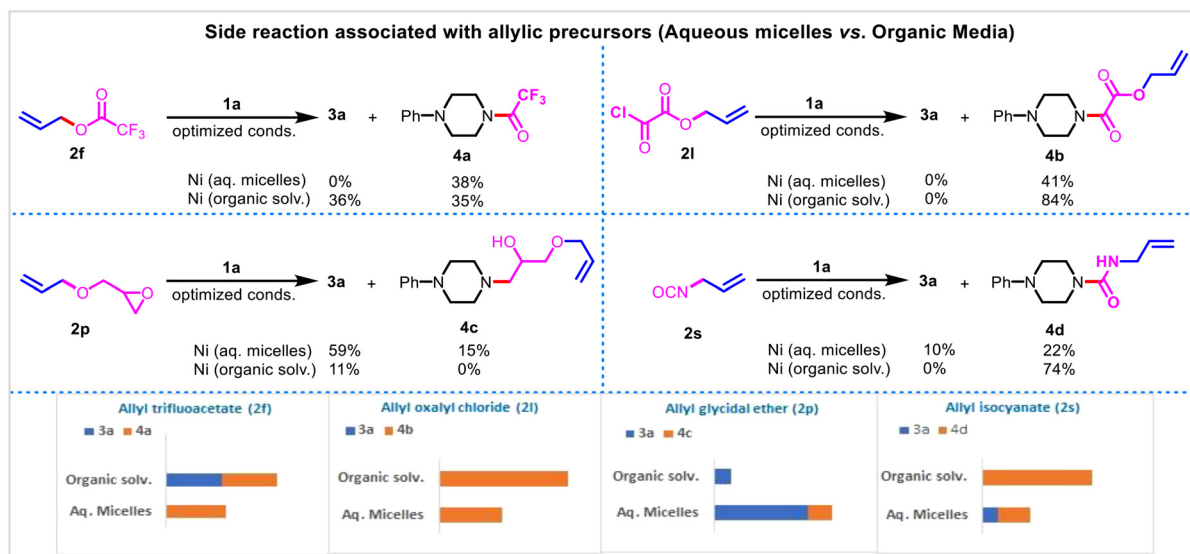 Side reaction associated with allylic precursors (Aqueous micelles vs. Organic Media)
O
O
CF3
2f
1a
optimized conds.
3a
+
Ph
N
N
CF3
O
4a
Ni (aq. micelles) 0% 38%
Ni (organic solv.) 36% 35%
Cl
O
O
O
2l
1a
optimized conds.
3a
+
Ph
N
N
O
O
O
4b
Ni (aq. micelles) 0% 41%
Ni (organic solv.) 0% 84%
O
O
2p
1a
optimized conds.
3a
+
Ph
N
N
HO
O
4c
Ni (aq. micelles) 59% 15%
Ni (organic solv.) 11% 0%
OCN
2s
1a
optimized conds.
3a
+
Ph
N
N
HN
O
4d
Ni (aq. micelles) 10% 22%
Ni (organic solv.) 0% 74%
Allyl trifluoacetate (2f)
3a 4a
Organic solv.
Aq. Micelles
Allyl oxalyl chloride (2l)
3a 4b
Organic solv.
Aq. Micelles
Allyl glycidal ether (2p)
3a 4c
Organic solv.
Aq. Micelles
Allyl isocyanate (2s)
3a 4d
Organic solv.
Aq. Micelles